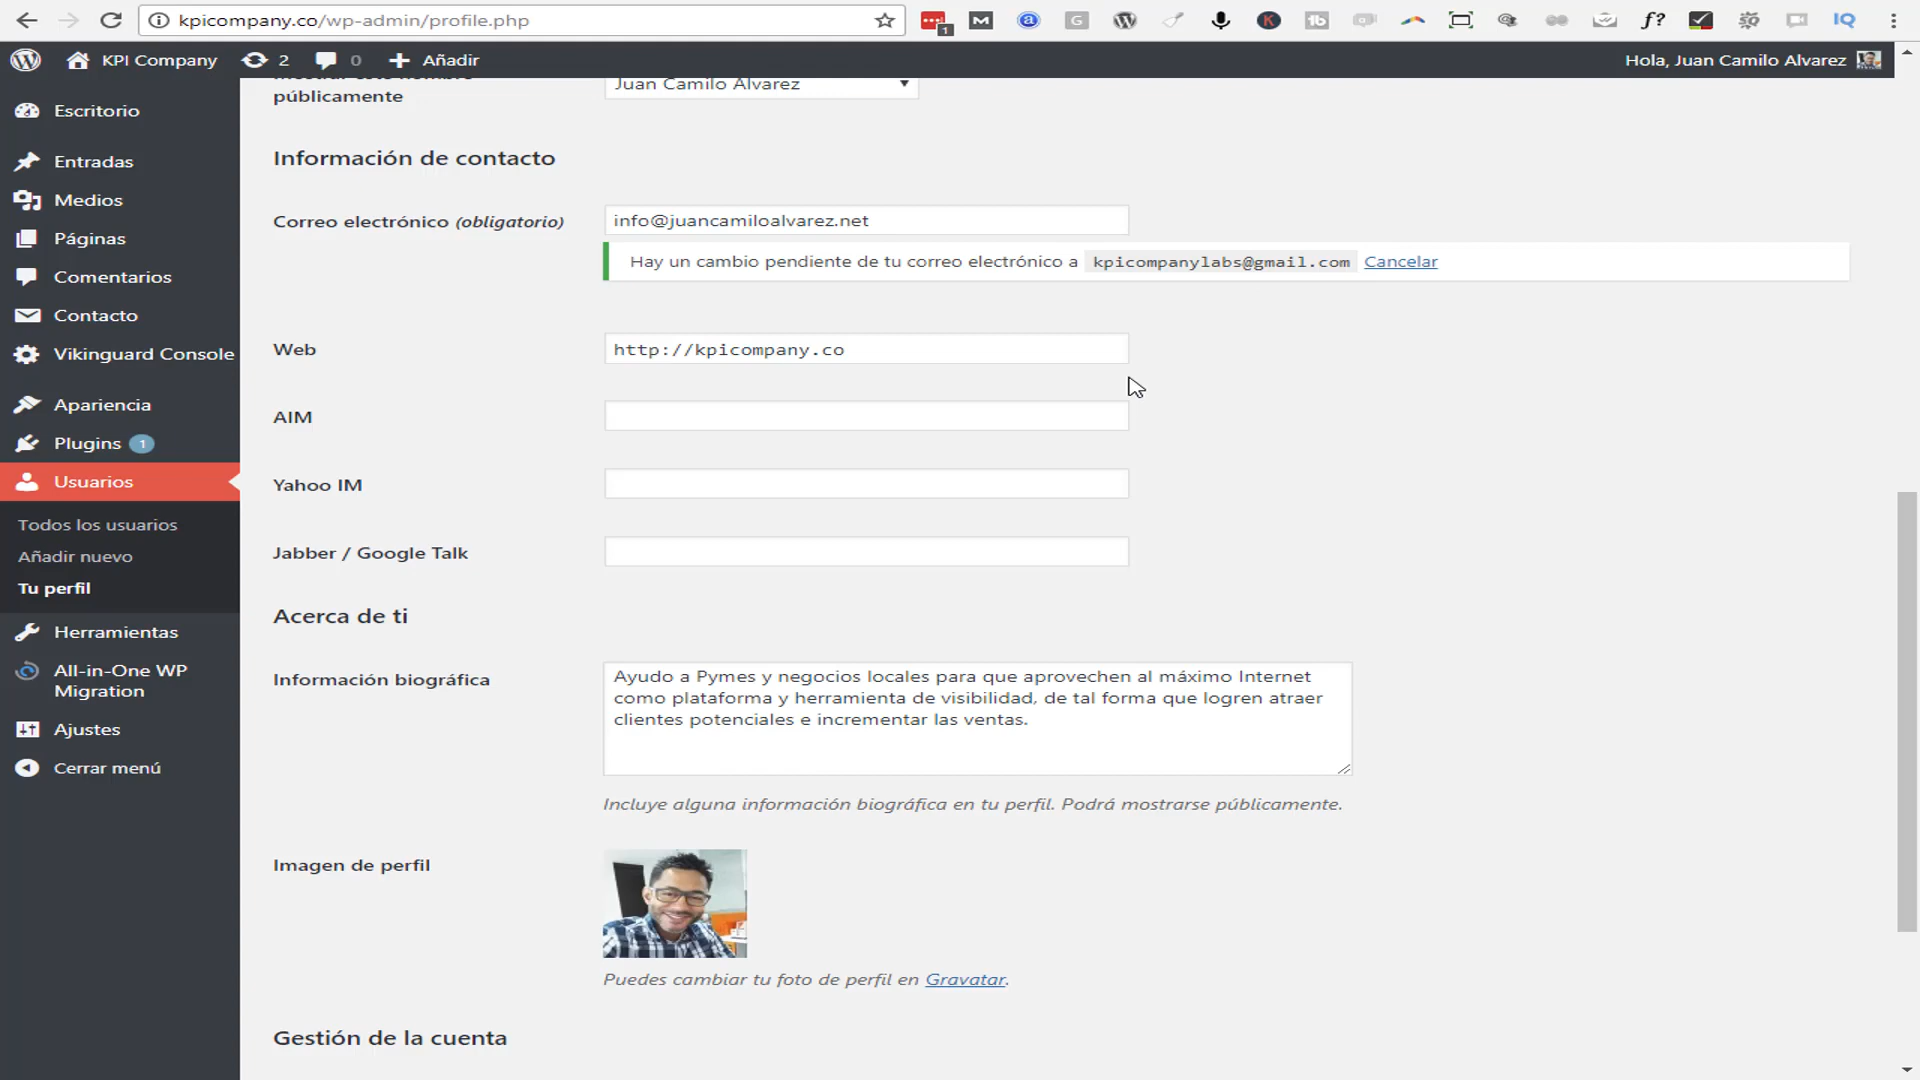 kpicompany.co/wp-admin/profile.php
1
M
a
G
K
f?
IQ
KPI Company
2
0
Añadir
Hola, Juan Camilo Alvarez
Escritorio
Entradas
Medios
Páginas
Comentarios
Contacto
Vikinguard Console
Apariencia
Plugins 1
Usuarios
Todos los usuarios
Añadir nuevo
Tu perfil
Herramientas
All-in-One WP
Migration
Ajustes
Cerrar menú
públicamente
Juan Camilo Alvarez
Información de contacto
Correo electrónico (obligatorio)
info@juancamiloalvarez.net
Hay un cambio pendiente de tu correo electrónico a kpicompanylabs@gmail.com Cancelar
Web
http://kpicompany.co
AIM
Yahoo IM
Jabber / Google Talk
Acerca de ti
Información biográfica
Ayudo a Pymes y negocios locales para que aprovechen al máximo Internet
como plataforma y herramienta de visibilidad, de tal forma que logren atraer
clientes potenciales e incrementar las ventas.
Incluye alguna información biográfica en tu perfil. Podrá mostrarse públicamente.
Imagen de perfil
Puedes cambiar tu foto de perfil en Gravatar.
Gestión de la cuenta